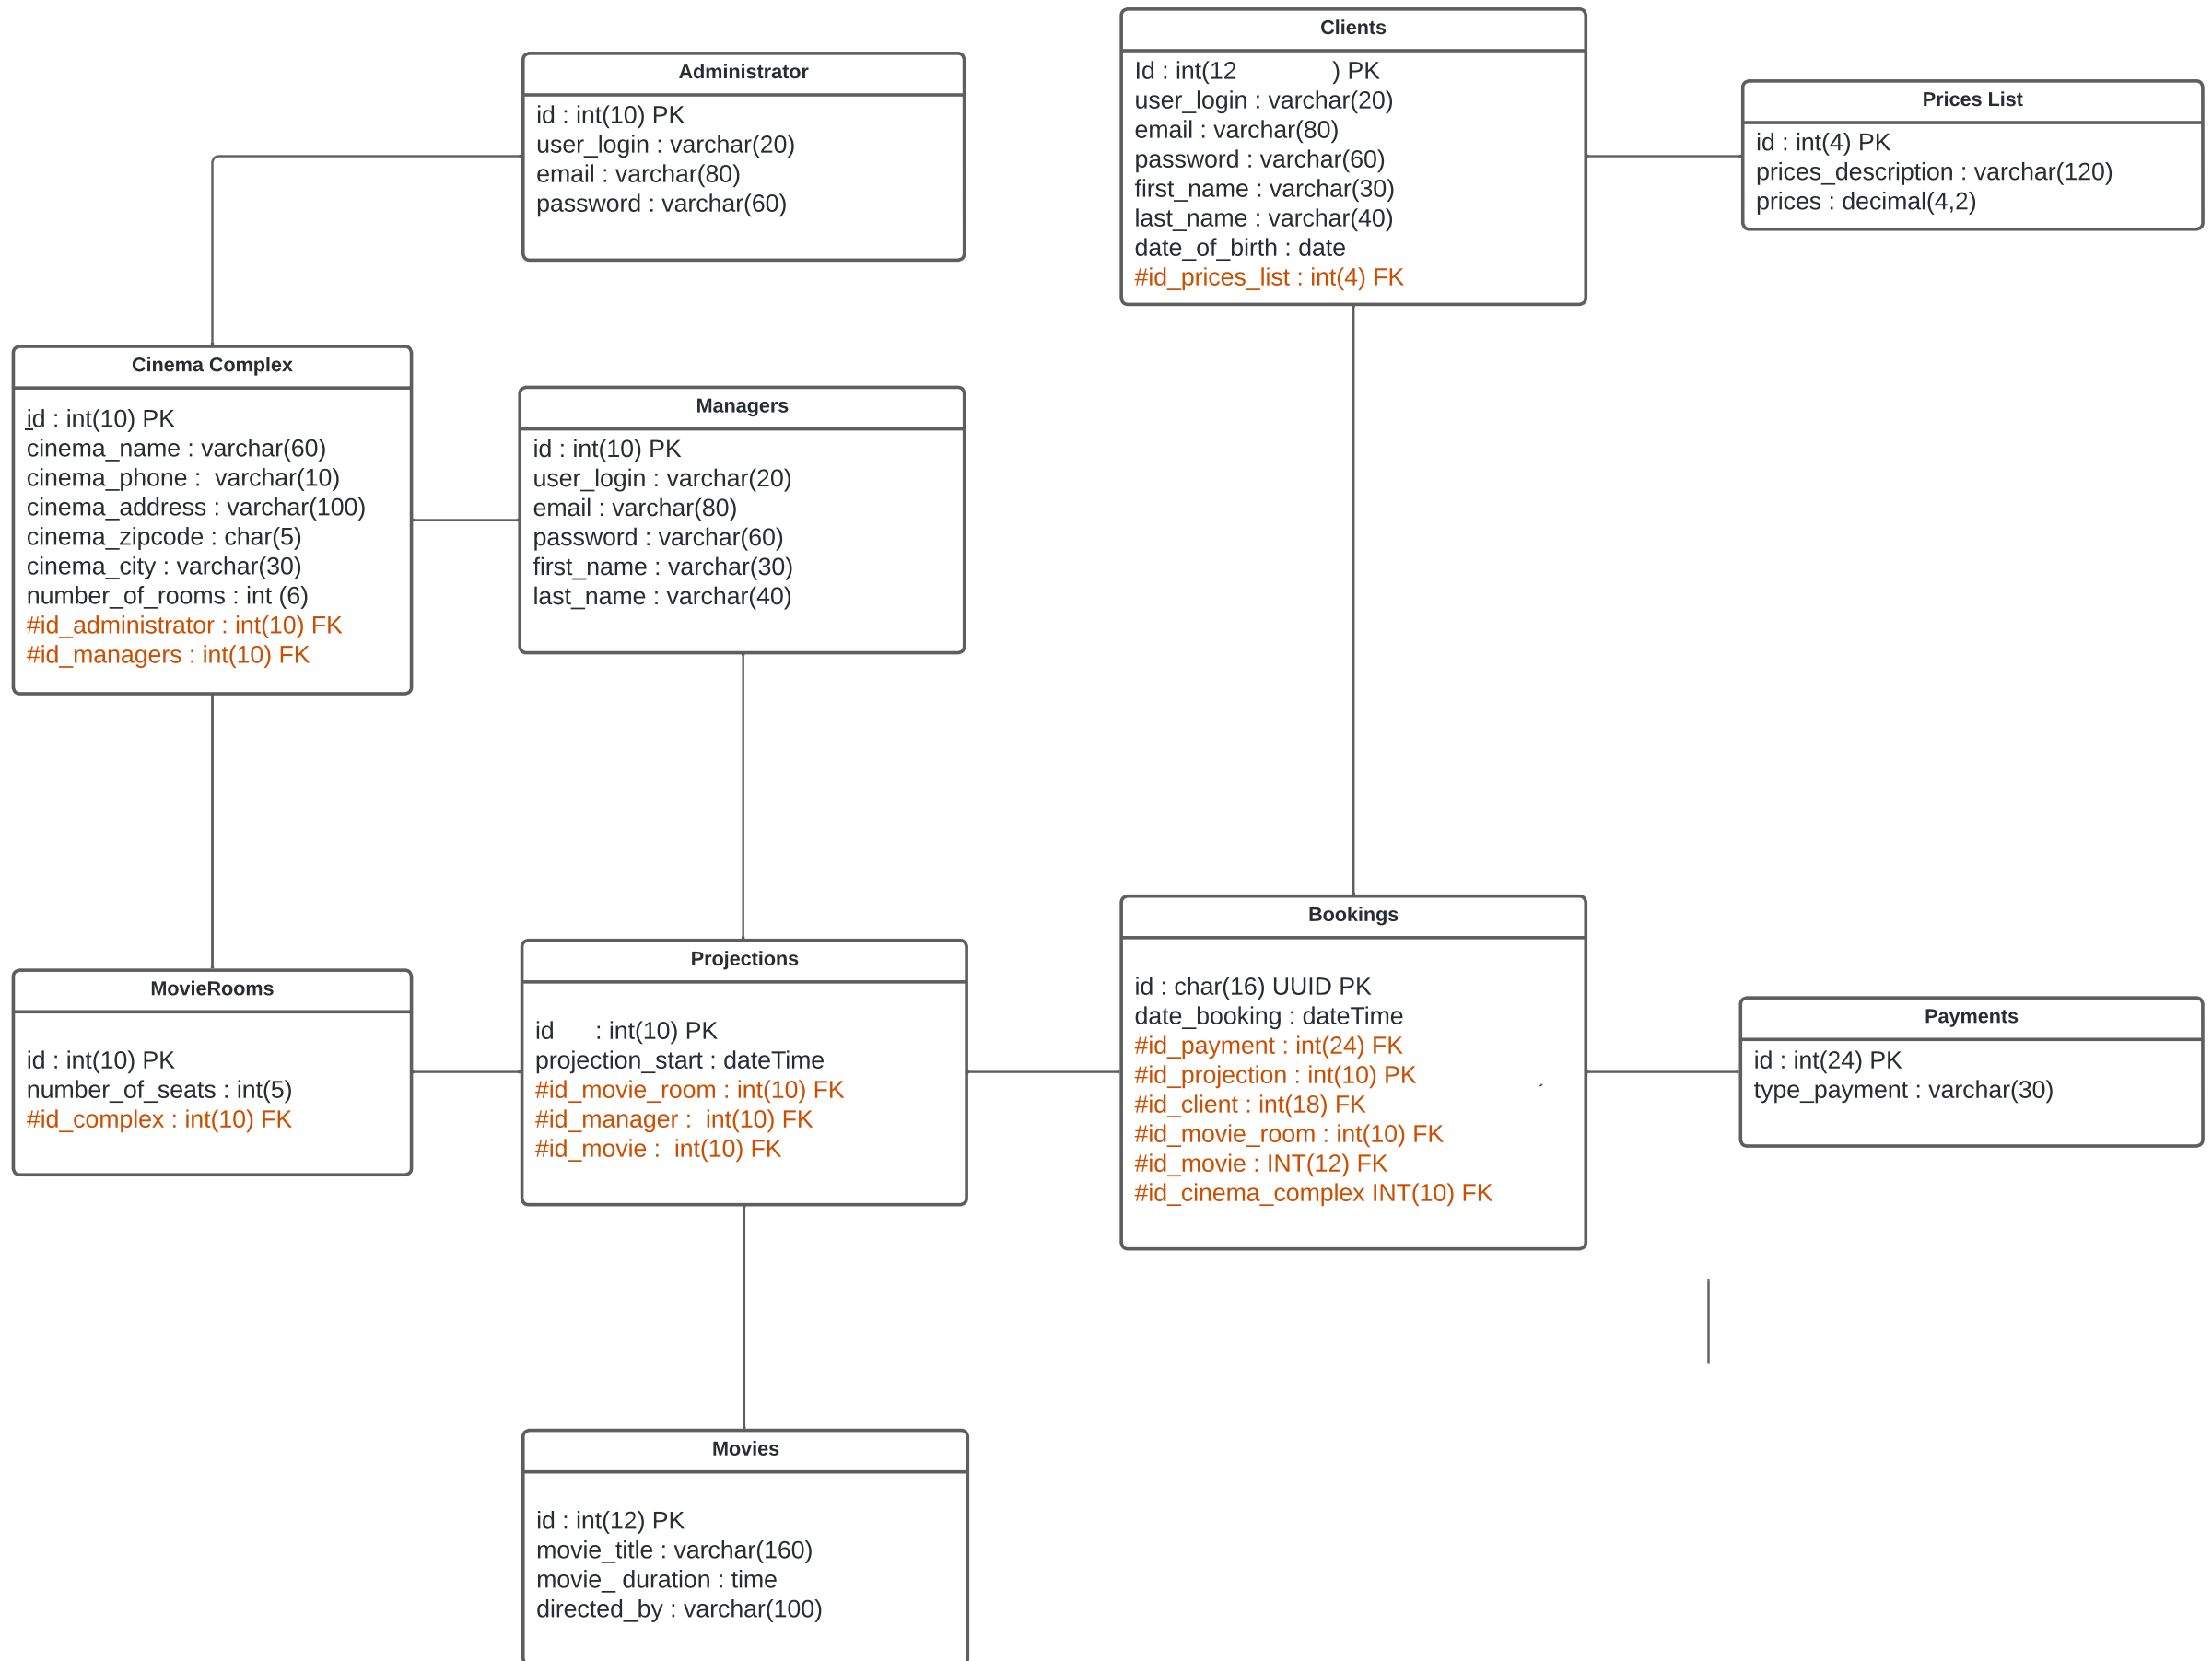 Administrator
id : int(10) PK
user_login : varchar(20)
email : varchar(80)
password : varchar(60)
Clients
Id : int(12 ) PK
user_login : varchar(20)
email : varchar(80)
password : varchar(60)
first_name : varchar(30)
last_name : varchar(40)
date_of_birth : date
#id_prices_list : int(4) FK
Prices List
id : int(4) PK
prices_description : varchar(120)
prices : decimal(4,2)
Cinema Complex
id : int(10) PK
cinema_name : varchar(60)
cinema_phone :  varchar(10)
cinema_address : varchar(100)
cinema_zipcode : char(5)
cinema_city : varchar(30)
number_of_rooms : int (6)
#id_administrator : int(10) FK
#id_managers : int(10) FK
Managers
id : int(10) PK
user_login : varchar(20)
email : varchar(80)
password : varchar(60)
first_name : varchar(30)
last_name : varchar(40)
MovieRooms
id : int(10) PK
number_of_seats : int(5)
#id_complex : int(10) FK
Projections
id : int(10) PK
projection_start : dateTime
#id_movie_room : int(10) FK
#id_manager :  int(10) FK
#id_movie :  int(10) FK
Bookings
id : char(16) UUID PK
date_booking : dateTime
#id_payment : int(24) FK
#id_projection : int(10) PK
#id_client : int(18) FK
#id_movie_room : int(10) FK
#id_movie : INT(12) FK
#id_cinema_complex INT(10) FK
Payments
id : int(24) PK
type_payment : varchar(30)
Movies
id : int(12) PK
movie_title : varchar(160)
movie_ duration : time
directed_by : varchar(100)